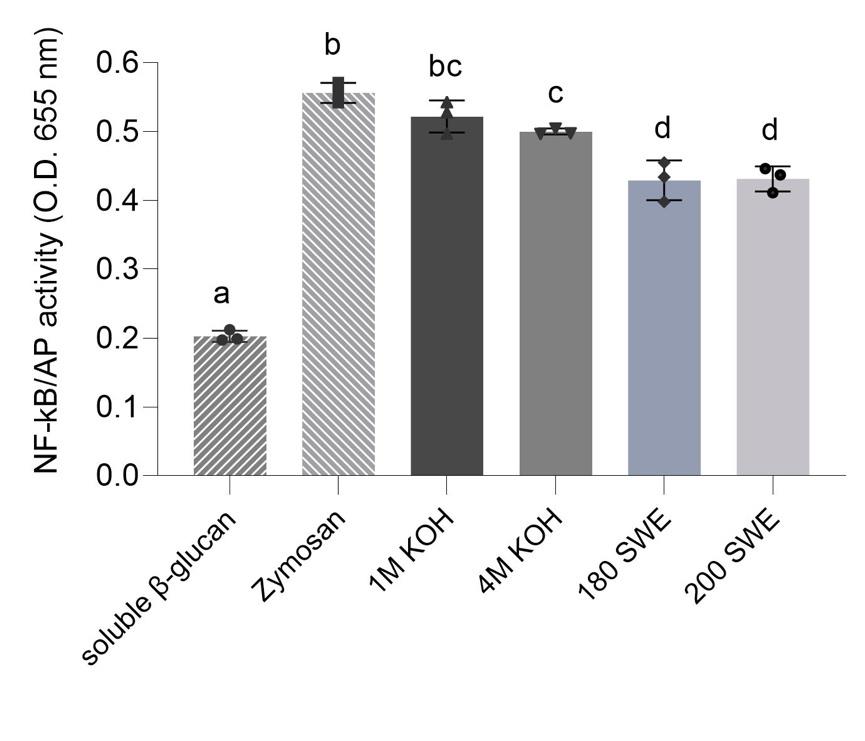 NF-kB/AP activity (O.D. 655 nm)
0.6
0.5
0.4
0.3
0.2
0.1
0.0
a
b
bc
c
d
d
soluble β-glucan
Zymosan
1M KOH
4M KOH
180 SWE
200 SWE